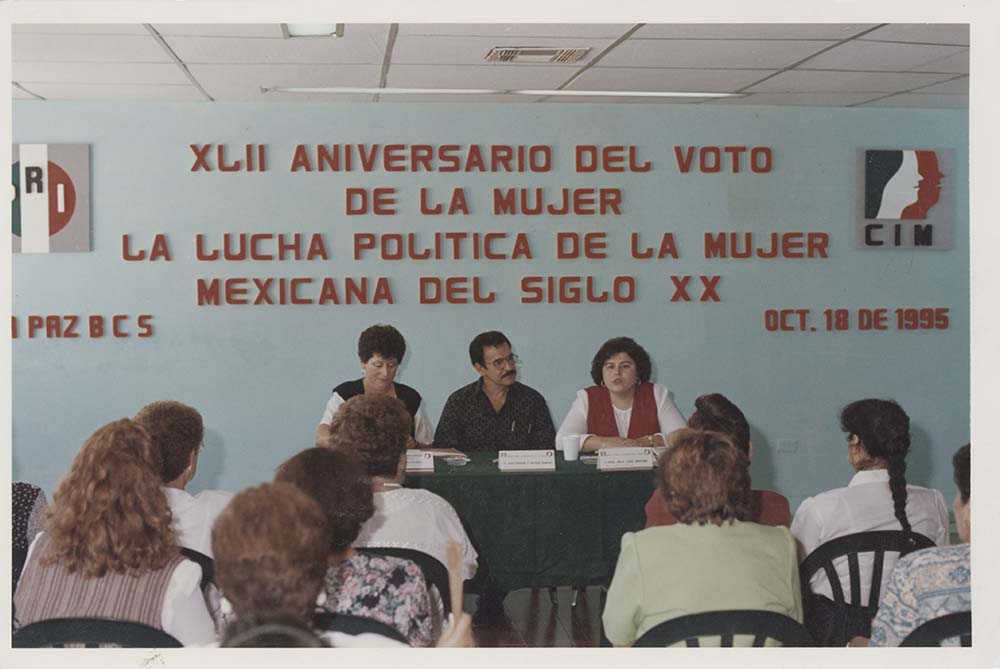 XLII ANIVERSARIO DEL VOTO
DE LA MUJER
LA LUCHA POLITICA DE LA MUJER
MEXICANA DEL SIGLO XX
PRI
CIM
PAZ B C S
OCT. 18 DE 1995